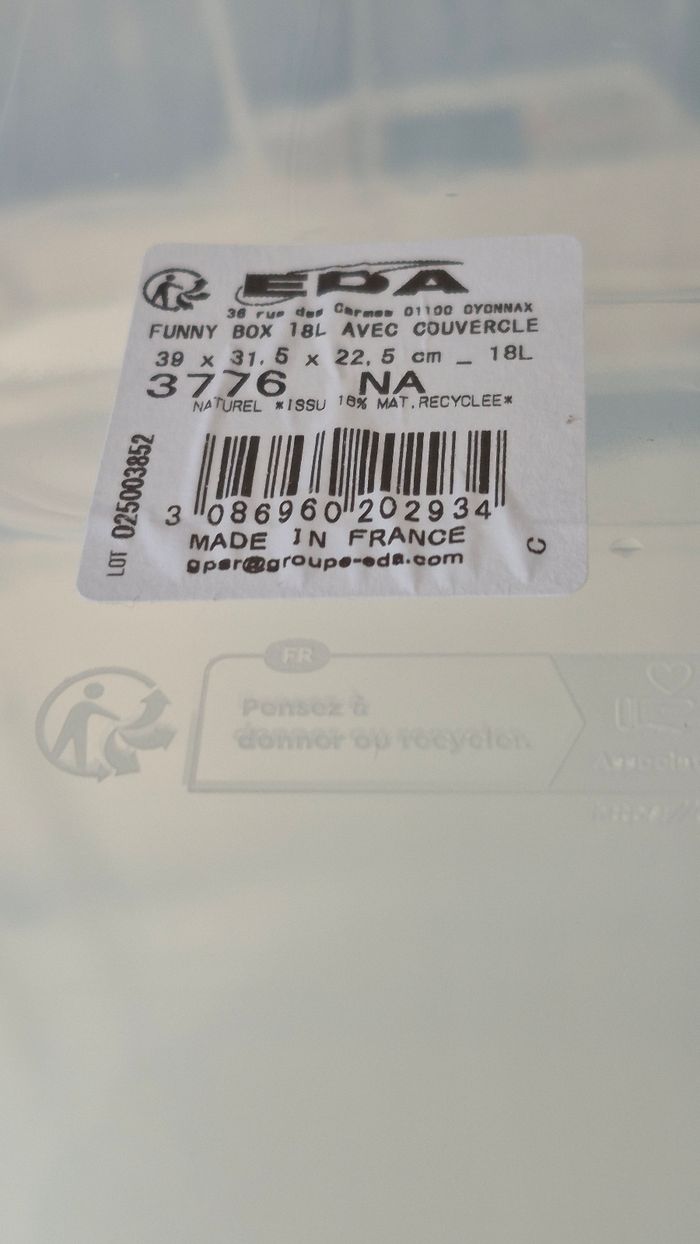 EDA
36 rue des Carmes 01100 OYONNAX
FUNNY BOX 18L AVEC COUVERCLE
39 x 31,5 x 22,5 cm _ 18L
3776 NA
NATUREL *ISSU MAT.RECYCLEE*
LOT 025003852
3 086960 202934
MADE IN FRANCE
C
gpsr@groupe-eda.com
FR
Pensez à
donner ou recycler.